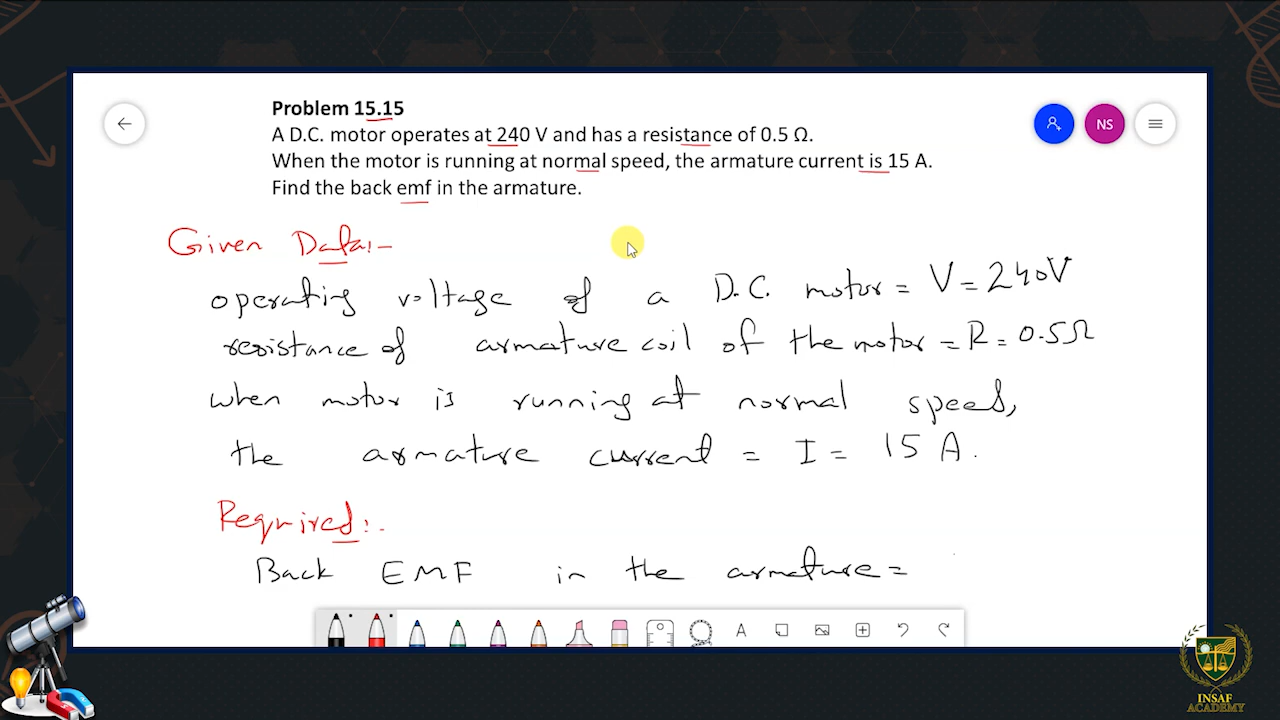 Problem 15.15
A D.C. motor operates at 240 V and has a resistance of 0.5 Ω.
When the motor is running at normal speed, the armature current is 15 A.
Find the back emf in the armature.
NS
Given Data:-
operating voltage of a D.C. motor = V = 240V
resistance of armature coil of the motor = R = 0.5Ω
when motor is running at normal speed,
the armature current = I = 15 A.
Required:-
Back EMF in the armature =
A
INSAF
ACADEMY